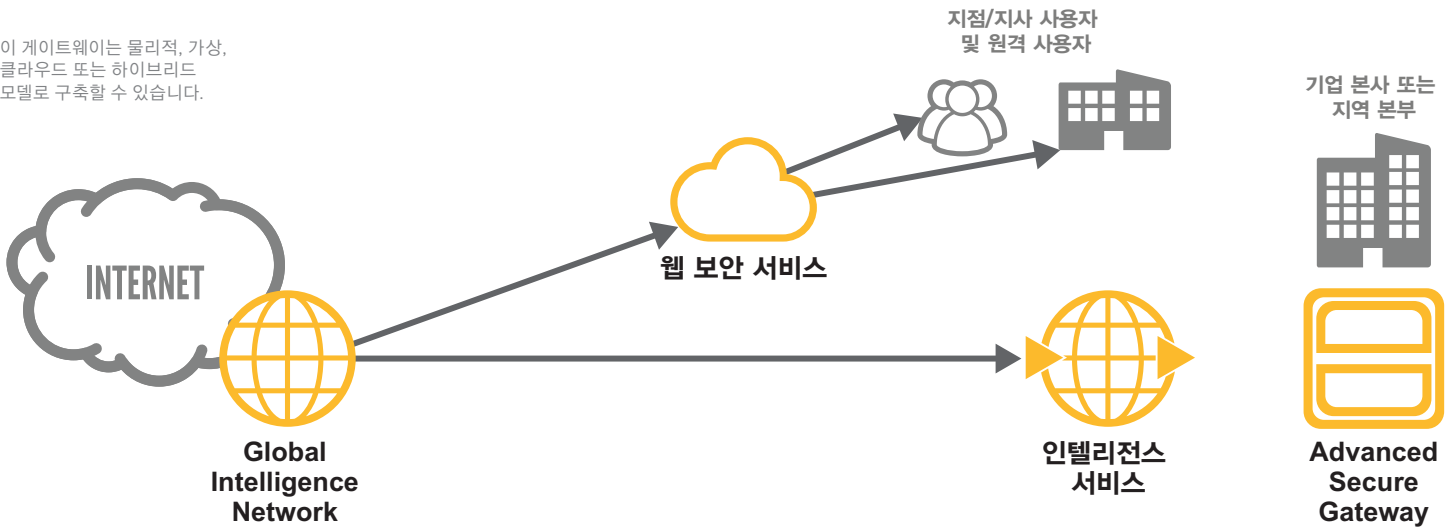 이 게이트웨이는 물리적, 가상,
클라우드 또는 하이브리드
모델로 구축할 수 있습니다.
지점/지사 사용자
및 원격 사용자
기업 본사 또는
지역 본부
INTERNET
웹 보안 서비스
Global
Intelligence
Network
인텔리전스
서비스
Advanced
Secure
Gateway